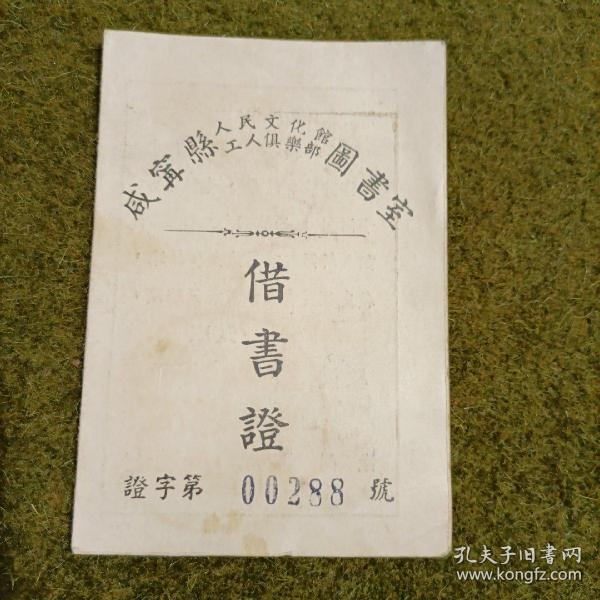 咸寧縣人民文化館圖書室
工人俱樂部
借書證
證字第 00288 號
孔夫子旧书网
www.kongfz.com